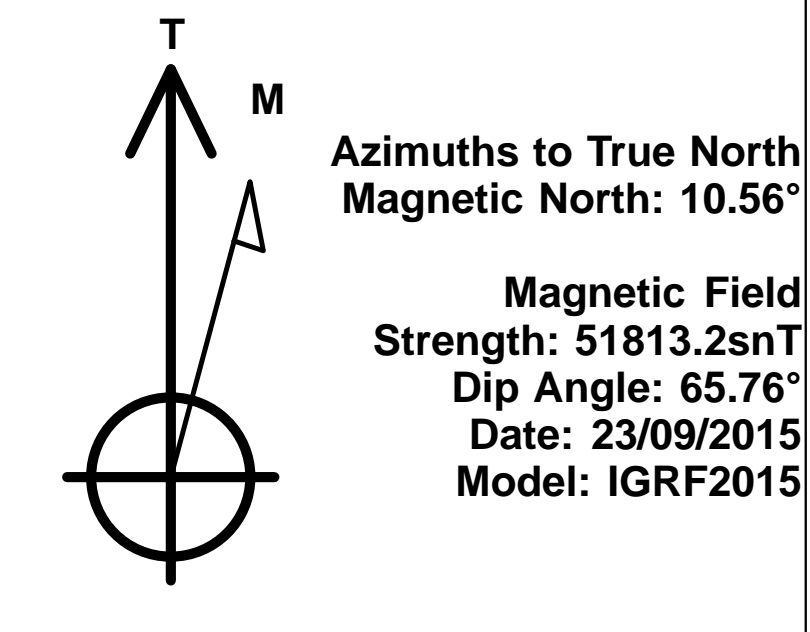 T
M
Azimuths to True North
Magnetic North: 10.56°
Magnetic Field
Strength: 51813.2snT
Dip Angle: 65.76°
Date: 23/09/2015
Model: IGRF2015